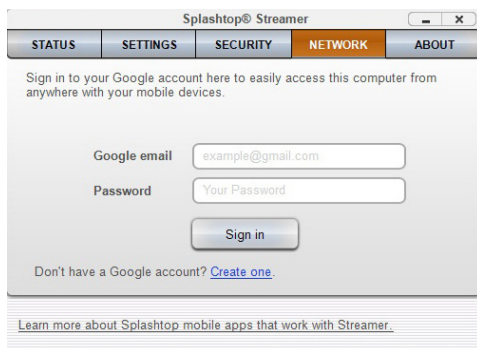 Splashtop® Streamer
STATUS SETTINGS SECURITY NETWORK ABOUT
Sign in to your Google account here to easily access this computer from
anywhere with your mobile devices.
Google email example@gmail.com
Password Your Password
Sign in
Don't have a Google account? Create one.
Learn more about Splashtop mobile apps that work with Streamer.